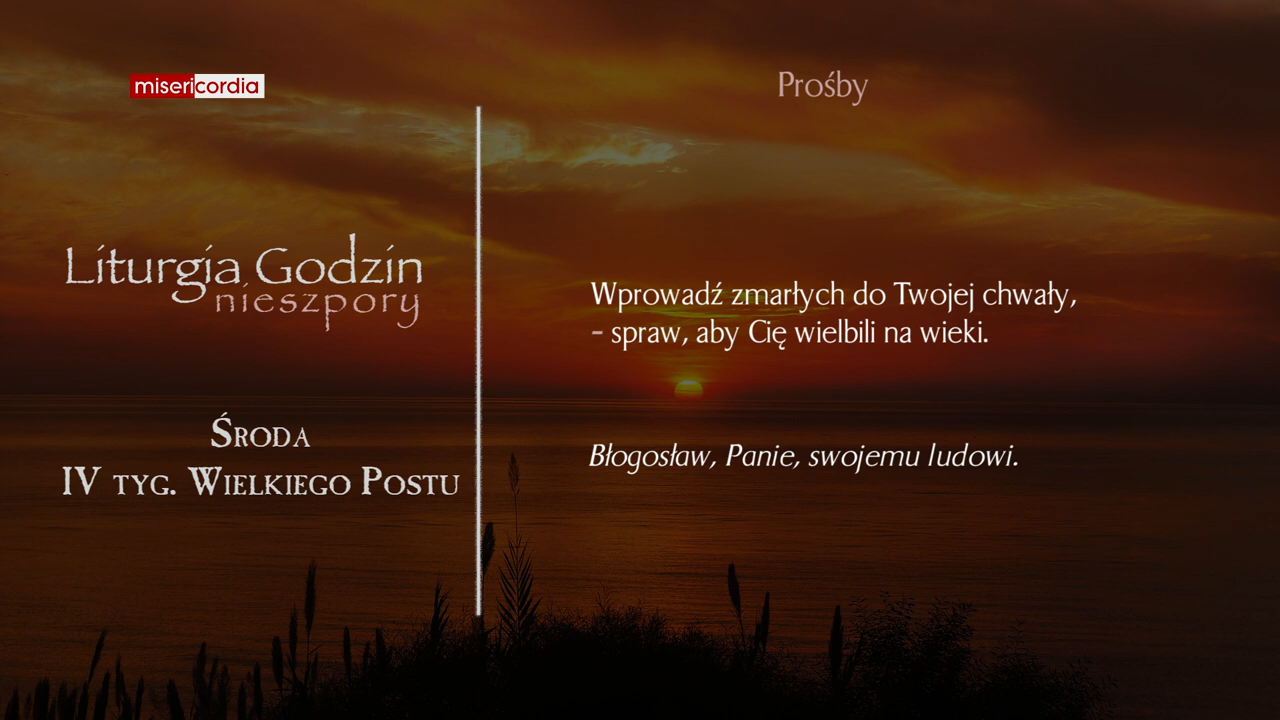 misericordia
Liturgia Godzin
nieszpory
Środa
IV tyg. Wielkiego Postu
Prośby
Wprowadź zmarłych do Twojej chwały,
- spraw, aby Cię wielbili na wieki.
Błogosław, Panie, swojemu ludowi.